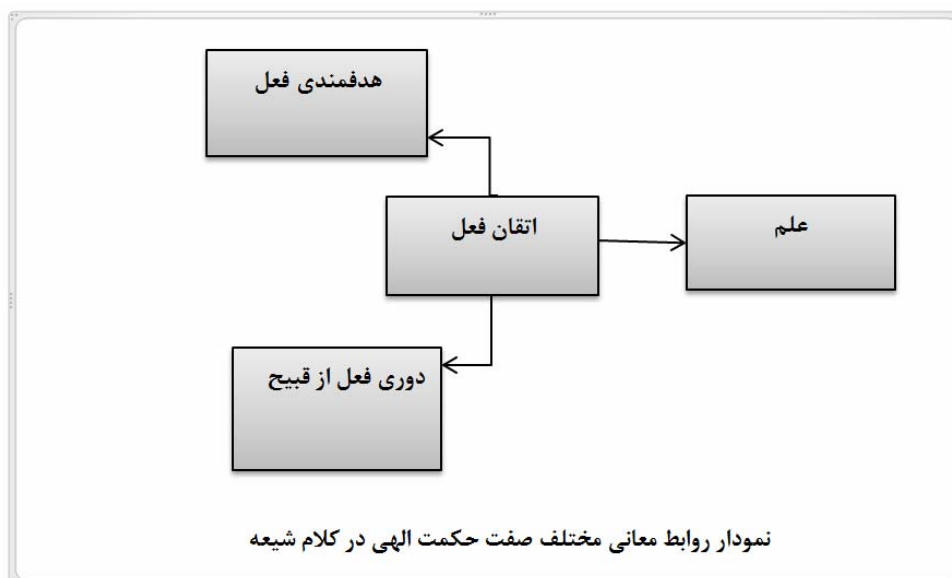 هدفمندی فعل
اتقان فعل
علم
دوری فعل از قبیح
نمودار روابط معانی مختلف صفت حکمت الهی در کلام شیعه